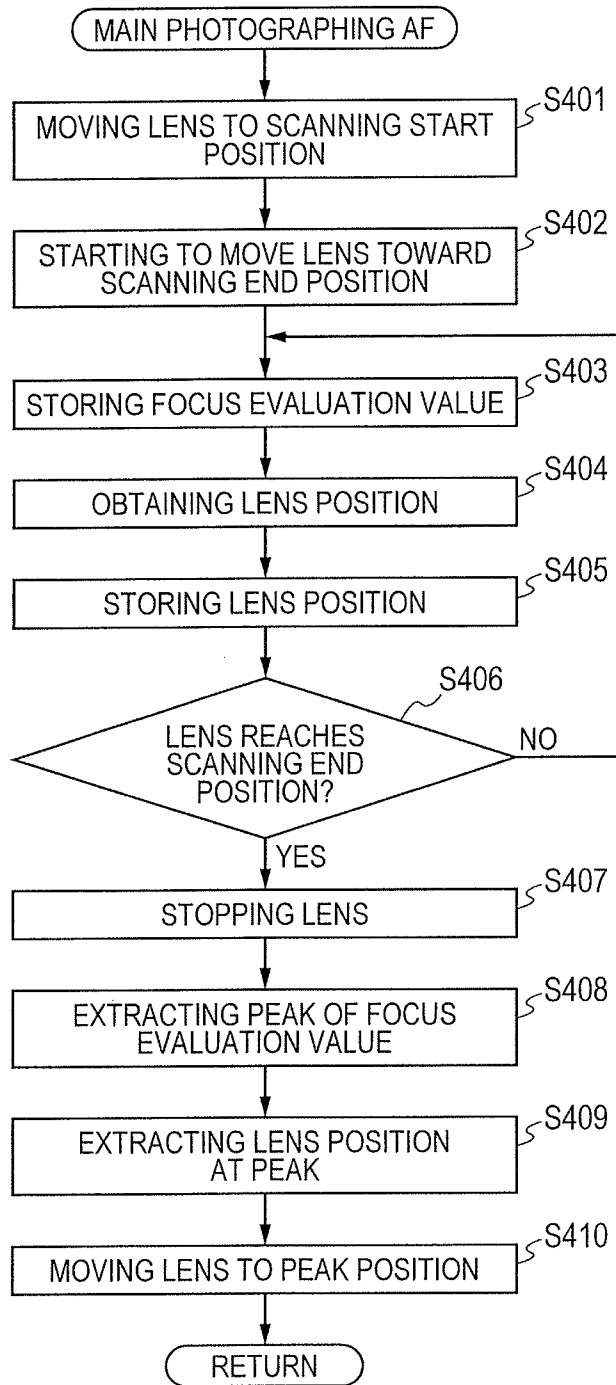 MAIN PHOTOGRAPHING AF
S401
MOVING LENS TO SCANNING START
POSITION
S402
STARTING TO MOVE LENS TOWARD
SCANNING END POSITION
S403
STORING FOCUS EVALUATION VALUE
S404
OBTAINING LENS POSITION
S405
STORING LENS POSITION
S406
LENS REACHES
SCANNING END
POSITION?
NO
YES
S407
STOPPING LENS
S408
EXTRACTING PEAK OF FOCUS
EVALUATION VALUE
S409
EXTRACTING LENS POSITION
AT PEAK
S410
MOVING LENS TO PEAK POSITION
RETURN